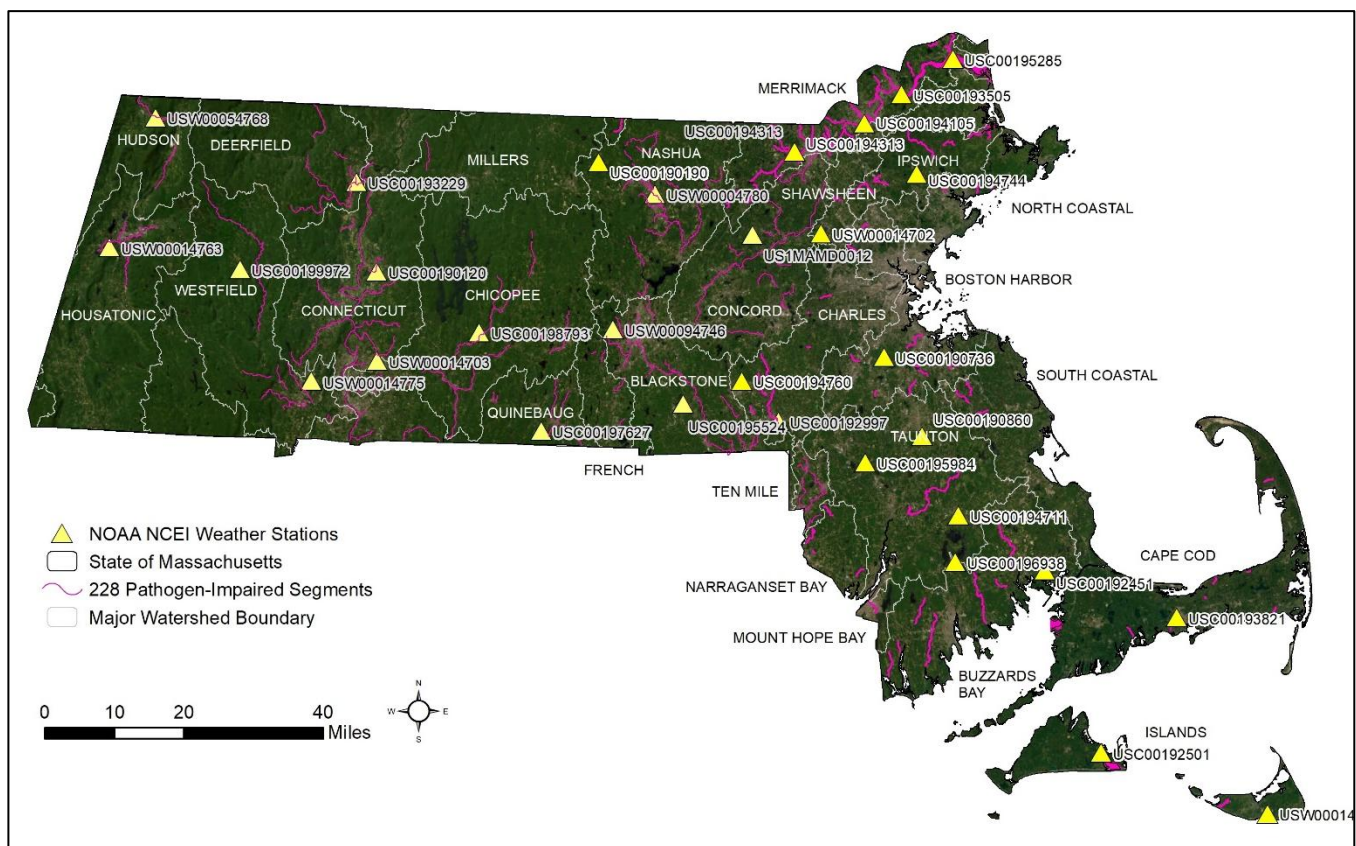 USC00195285
MERRIMACK
USC00193505
USW00054768
USC00194105
HUDSON
DEERFIELD
USC00194313
NASHUA
USC00194313
MILLERS
IPSWICH
USC00190190
USC00194744
USC00193229
SHAWSHEEN
USW00004780
NORTH COASTAL
USW00014702
USW00014763
US1MAMD0012
USC00199972
USC00190120
BOSTON HARBOR
WESTFIELD
CHICOPEE
HOUSATONIC
CONNECTICUT
CONCORD
CHARLES
USC00198793
USW00094746
USC00190736
USW00014703
SOUTH COASTAL
USW00014775
BLACKSTONE
USC00194760
QUINEBAUG
USC00195524
USC00192997
USC00190860
USC00197627
TAUNTON
FRENCH
USC00195984
TEN MILE
USC00194711
NOAA NCEI Weather Stations
State of Massachusetts
228 Pathogen-Impaired Segments
Major Watershed Boundary
CAPE COD
USC00196938
NARRAGANSET BAY
USC00192451
USC00193821
MOUNT HOPE BAY
BUZZARDS
BAY
N
W E
S
0 10 20 40
Miles
ISLANDS
USC00192501
USW00014